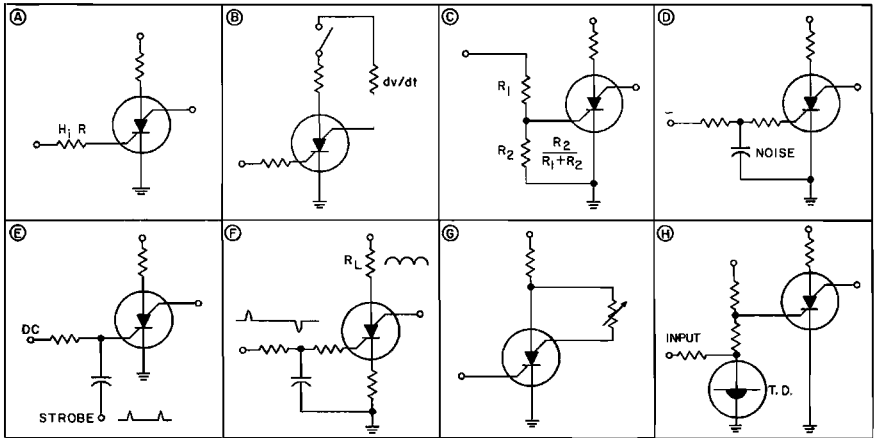 A
Hi R
B
dv/dt
C
R1
R2
R2
R1+R2
D
NOISE
E
DC
STROBE
F
RL
G
H
INPUT
T.D.